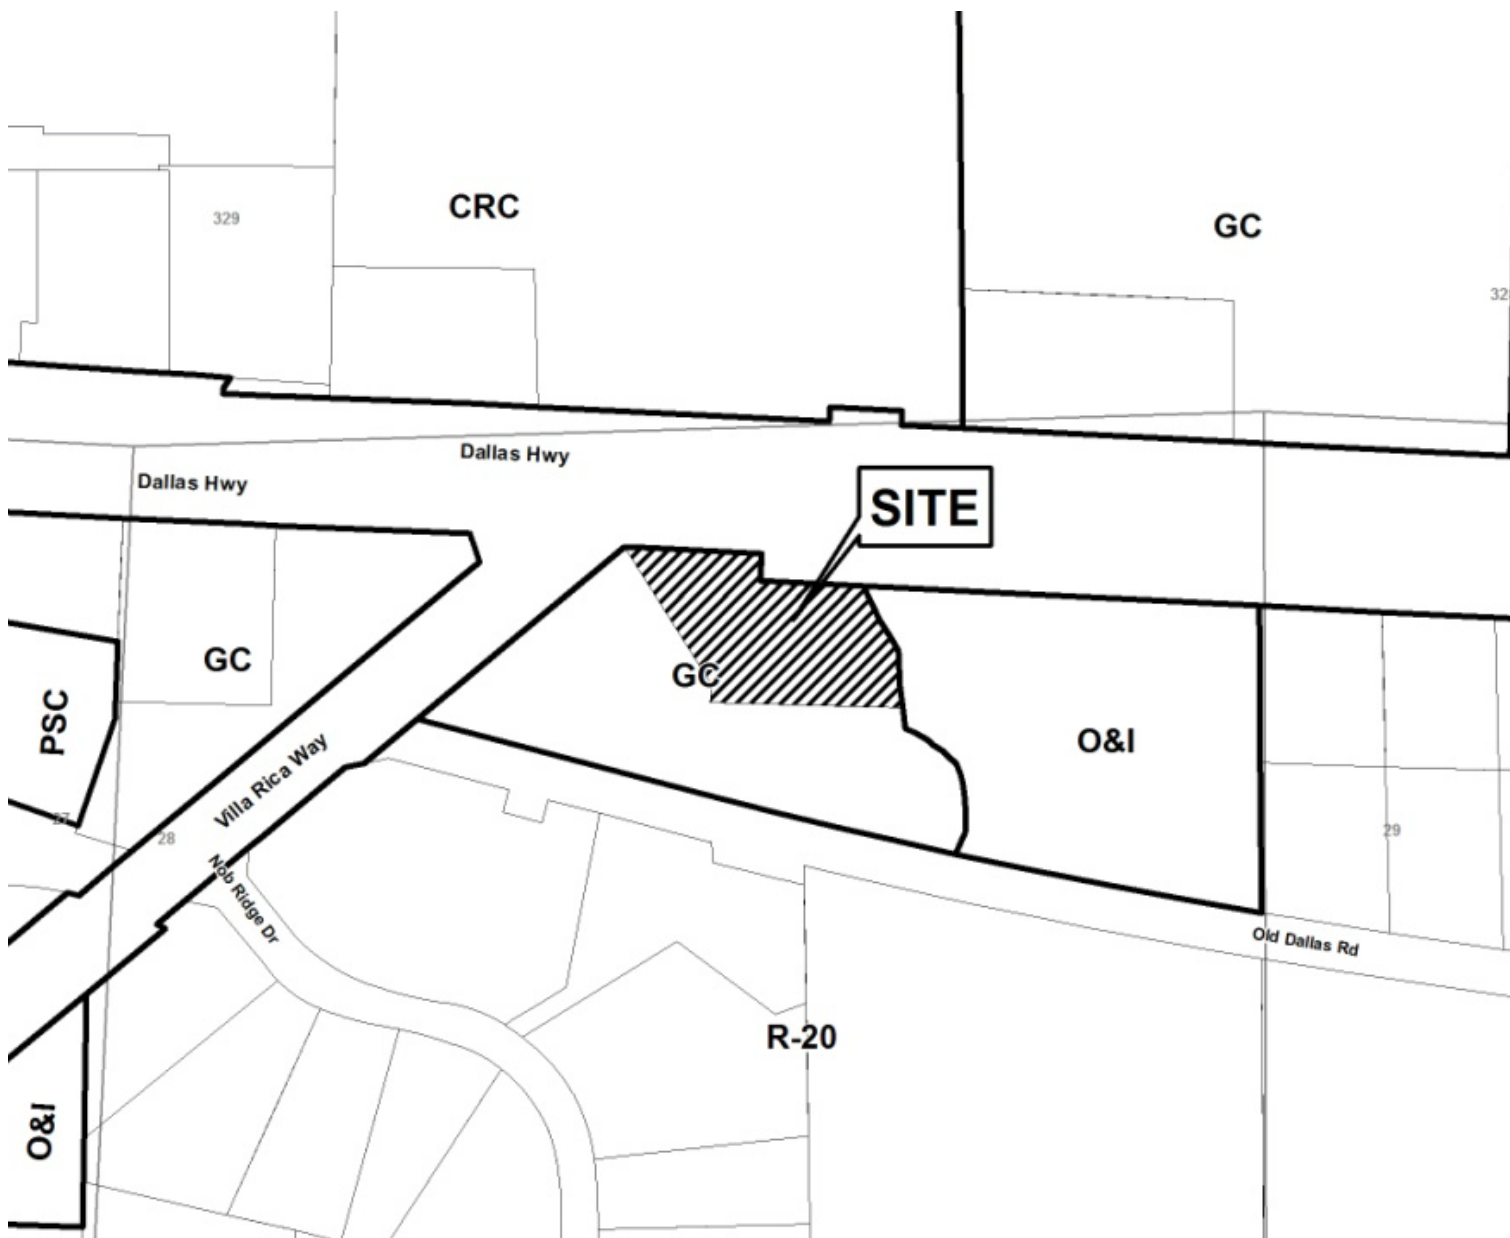 CRC
329
GC
Dallas Hwy
Dallas Hwy
SITE
GC
GC
PSC
O&I
Villa Rica Way
28
29
Nob Ridge Dr
Old Dallas Rd
R-20
O&I